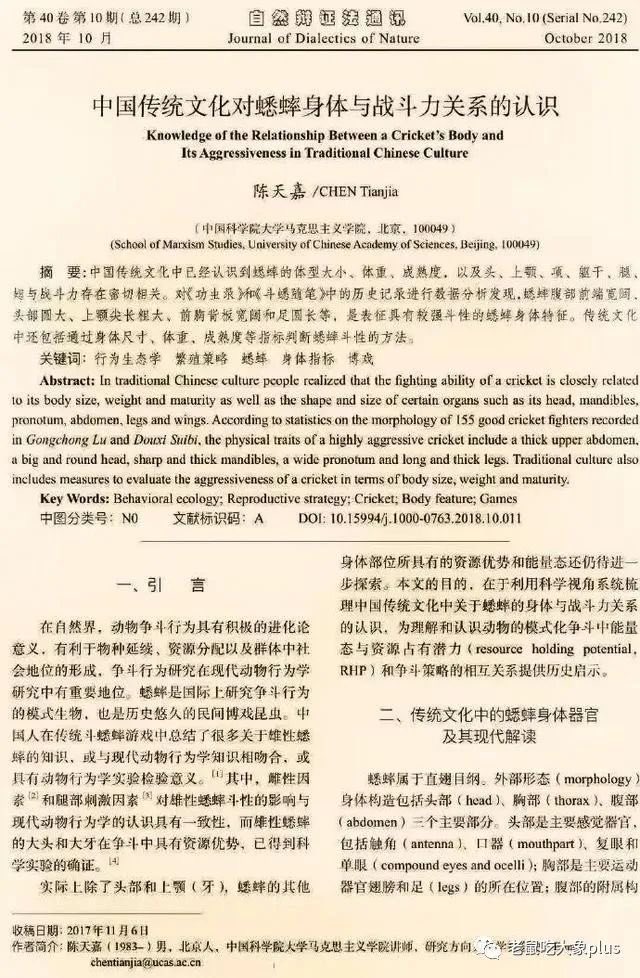 第 40 卷 第 10 期 ( 总 242 期 )
自然辩证法通讯
Vol.40, No.10 (Serial No.242)
2018 年 10 月
Journal of Dialectics of Nature
October 2018
中国传统文化对蟋蟀身体与战斗力关系的认识
Knowledge of the Relationship Between a Cricket's Body and
Its Aggressiveness in Traditional Chinese Culture
陈天嘉 /CHEN Tianjia
( 中国科学院大学马克思主义学院，北京，100049 )
(School of Marxism Studies, University of Chinese Academy of Sciences, Beijing, 100049)
摘 要:中国传统文化中已经认识到蟋蟀的体型大小、体重、成熟度，以及头、上颚、项、躯干、腿、
翅与战斗力存在密切相关。对《功虫录》和《斗蟋随笔》中的历史记录进行数据分析发现,蟋蟀腹部前端宽阔、
头部圆大、上颚尖长粗大、前胸背板宽阔和足圆长等，是表征具有较强斗性的蟋蟀身体特征。传统文化
中还包括通过身体尺寸、体重、成熟度等指标判断蟋蟀斗性的方法。
关键词: 行为生态学 繁殖策略 蟋蟀 身体指标 博戏
Abstract: In traditional Chinese culture people realized that the fighting ability of a cricket is closely related
to its body size, weight and maturity as well as the shape and size of certain organs such as its head, mandibles,
pronotum, abdomen, legs and wings. According to statistics on the morphology of 155 good cricket fighters recorded
in Gongchong Lu and Douxi Suibi, the physical traits of a highly aggressive cricket include a thick upper abdomen,
a big and round head, sharp and thick mandibles, a wide pronotum and long and thick legs. Traditional culture also
includes measures to evaluate the aggressiveness of a cricket in terms of body size, weight and maturity.
Key Words: Behavioral ecology; Reproductive strategy; Cricket; Body feature; Games
中图分类号：N0 文献标识码：A DOI: 10.15994/j.1000-0763.2018.10.011
一、引 言
在自然界，动物争斗行为具有积极的进化论
意义，有利于物种延续、资源分配以及群体中社
会地位的形成，争斗行为研究在现代动物行为学
研究中有重要地位。蟋蟀是国际上研究争斗行为
的模式生物，也是历史悠久的民间博戏昆虫。中
国人在传统斗蟋蟀游戏中总结了很多关于雄性蟋
蟀的知识，或与现代动物行为学知识相吻合，或
具有动物行为学实验检验意义。[1] 其中，雌性因
素 [2] 和腿部刺激因素 [3] 对雄性蟋蟀斗性的影响与
现代动物行为学的认识具有一致性，而雄性蟋蟀
的大头和大牙在争斗中具有资源优势，已得到科
学实验的确证。[4]
实际上除了头部和上颚（牙），蟋蟀的其他
身体部位所具有的资源优势和能量态还仍待进一
步探索。本文的目的，在于利用科学视角系统梳
理中国传统文化中关于蟋蟀的身体与战斗力关系
的认识，为理解和认识动物的模式化争斗中能量
态与资源占有潜力（resource holding potential,
RHP）和争斗策略的相互关系提供历史启示。
二、传统文化中的蟋蟀身体器官
及其现代解读
蟋蟀属于直翅目纲。外部形态（morphology）
身体构造包括头部（head）、胸部（thorax）、腹部
（abdomen）三个主要部分。头部是主要感觉器官，
包括触角（antenna）、口器（mouthpart）、复眼和
单眼（compound eyes and ocelli）；胸部是主要运动
器官翅膀和足（legs）的所在位置；腹部的附属构
收稿日期：2017 年 11 月 6 日
作者简介：陈天嘉（1983-）男，北京人，中国科学院大学马克思主义学院讲师，研究方向
chentianjia@ucas.ac.cn
老鼠吃大象plus